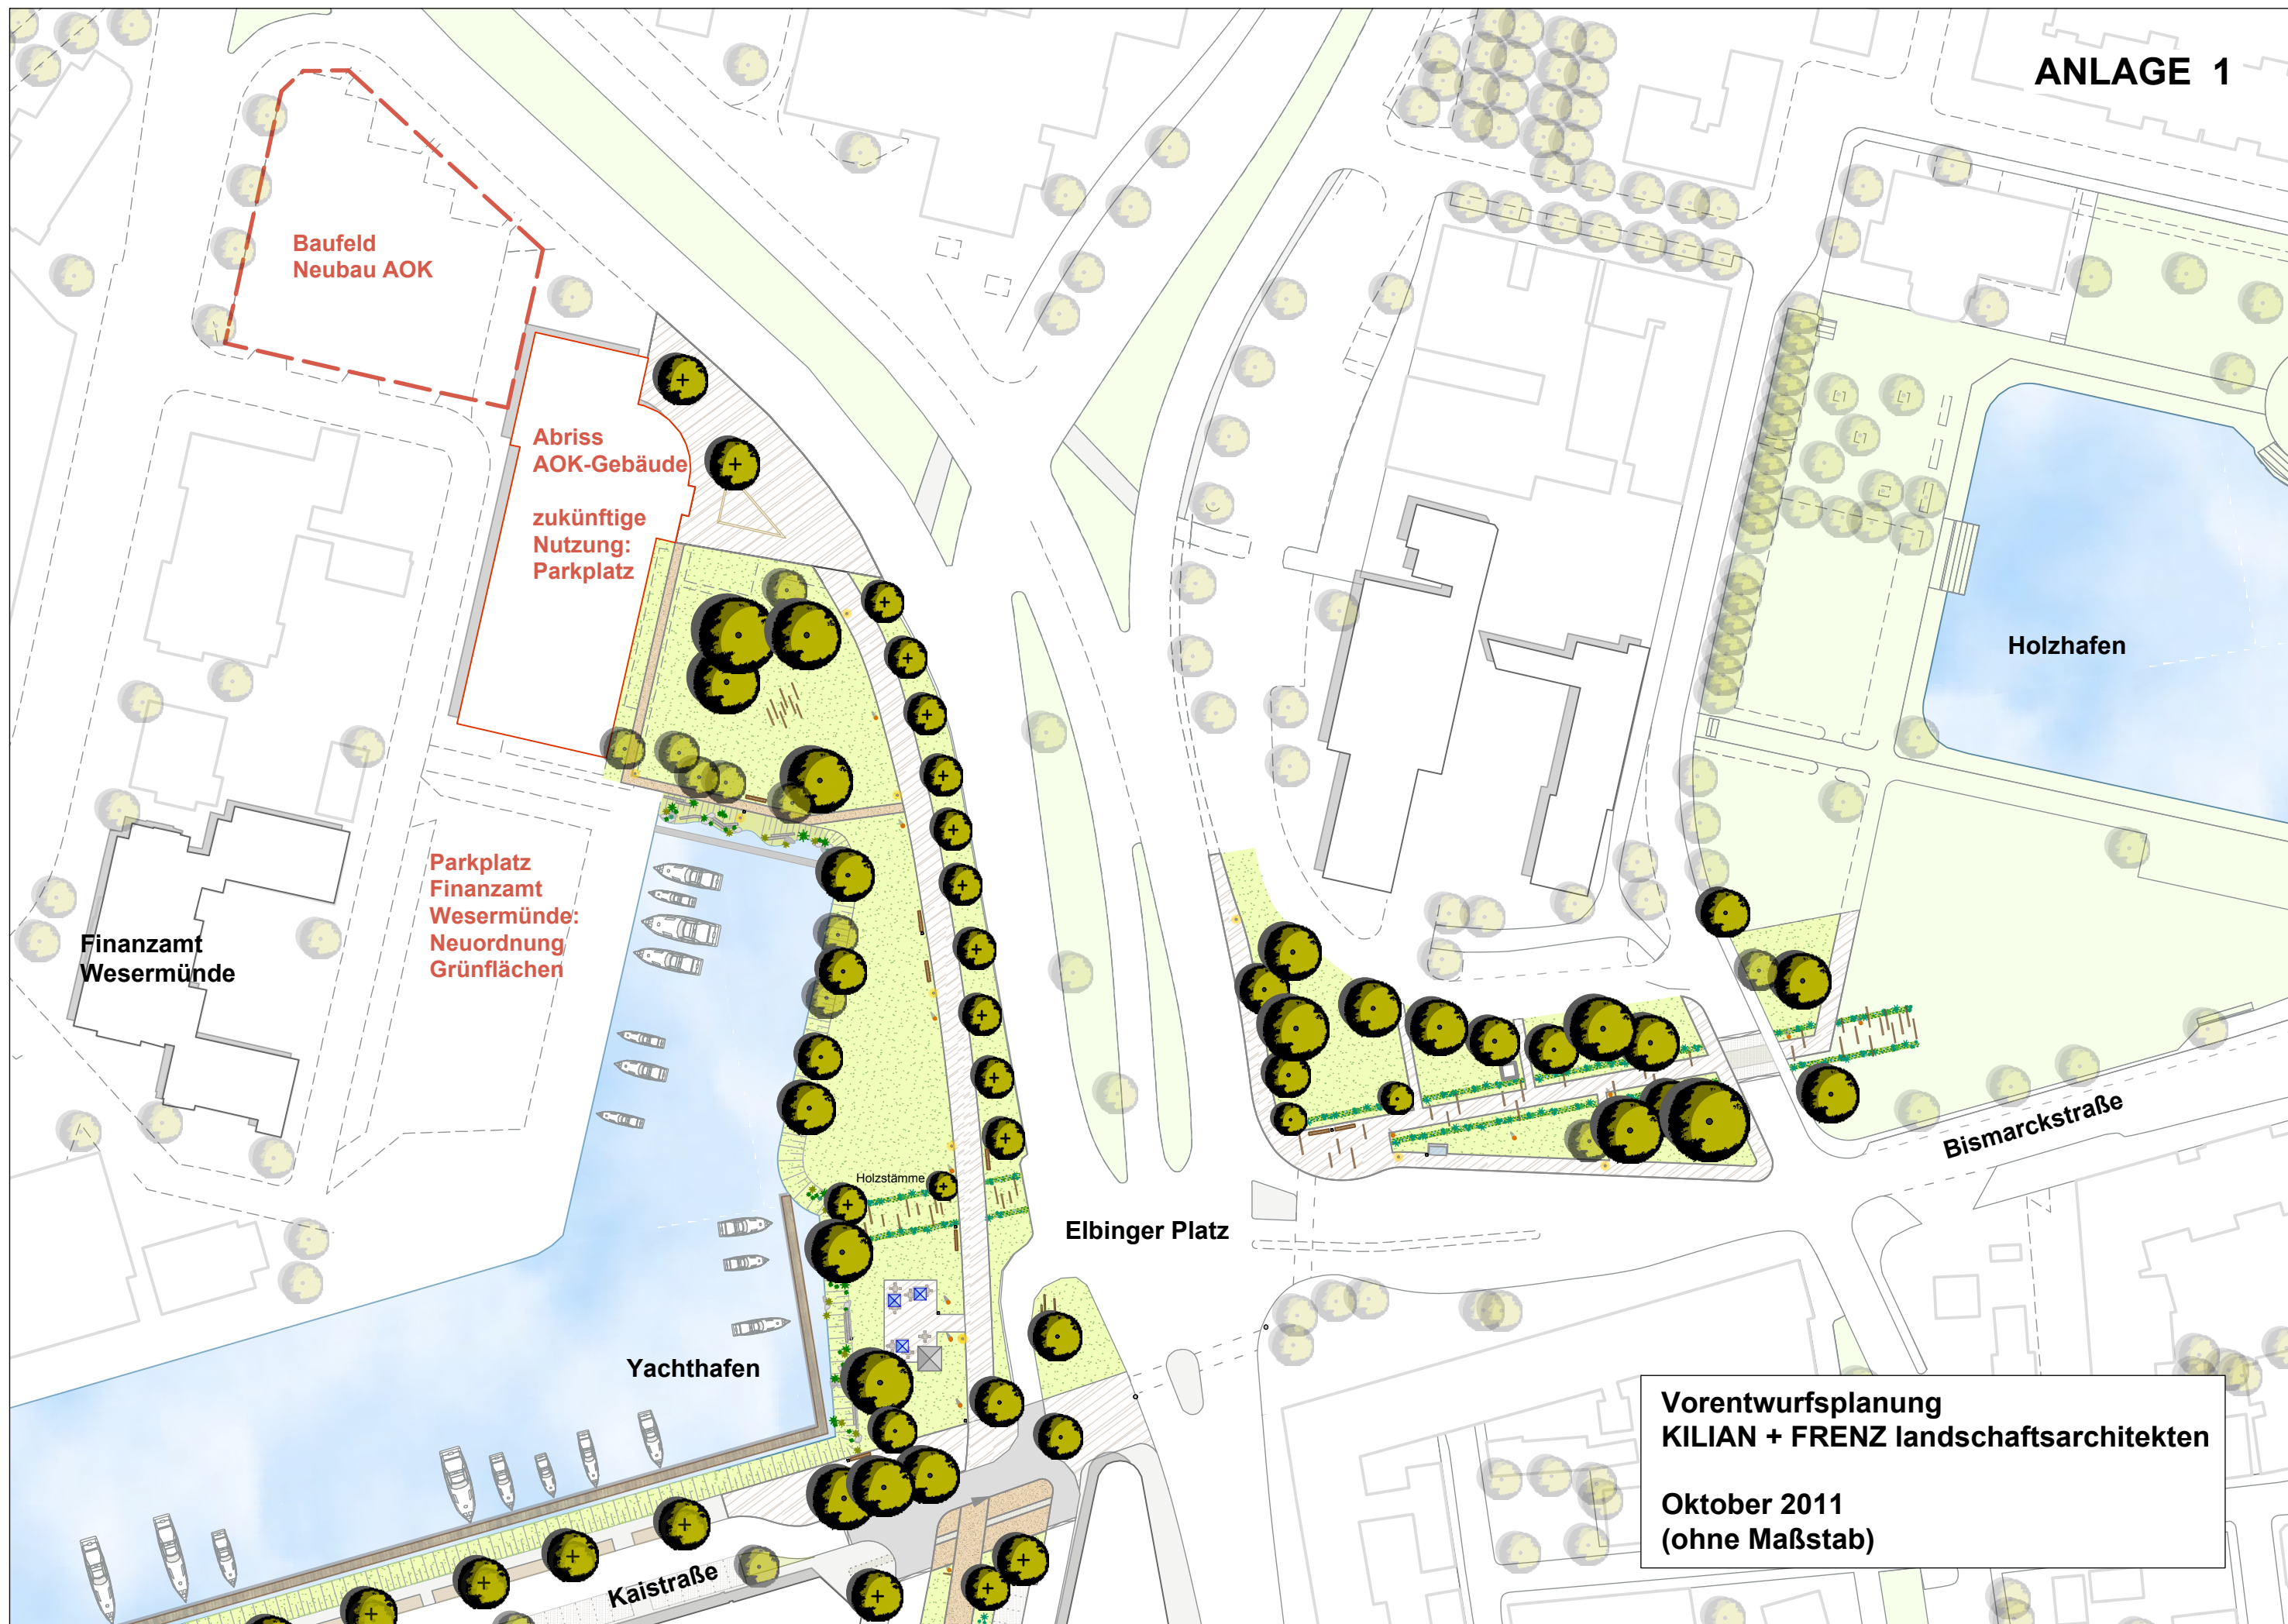 ANLAGE 1
Baufeld
Neubau AOK
Abriss
AOK-Gebäude
zukünftige
Nutzung:
Parkplatz
Holzhafen
Parkplatz
Finanzamt
Wesermünde:
Neuordnung
Grünflächen
Finanzamt
Wesermünde
Bismarckstraße
Holzstämme
Elbinger Platz
Yachthafen
Kaistraße
Vorentwurfsplanung
KILIAN + FRENZ landschaftsarchitekten
Oktober 2011
(ohne Maßstab)